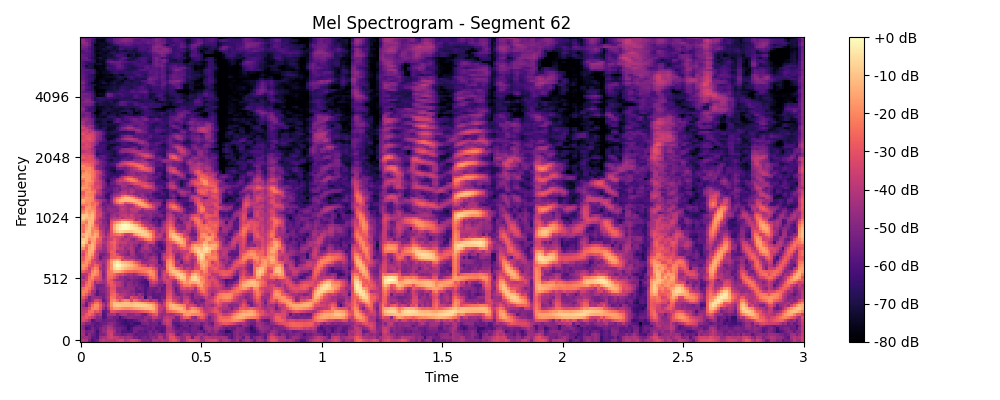 Mel Spectrogram - Segment 62
+0 dB
-10 dB
-20 dB
-30 dB
-40 dB
-50 dB
-60 dB
-70 dB
-80 dB
Frequency
4096
2048
1024
512
0
0 0.5 1 1.5 2 2.5 3
Time